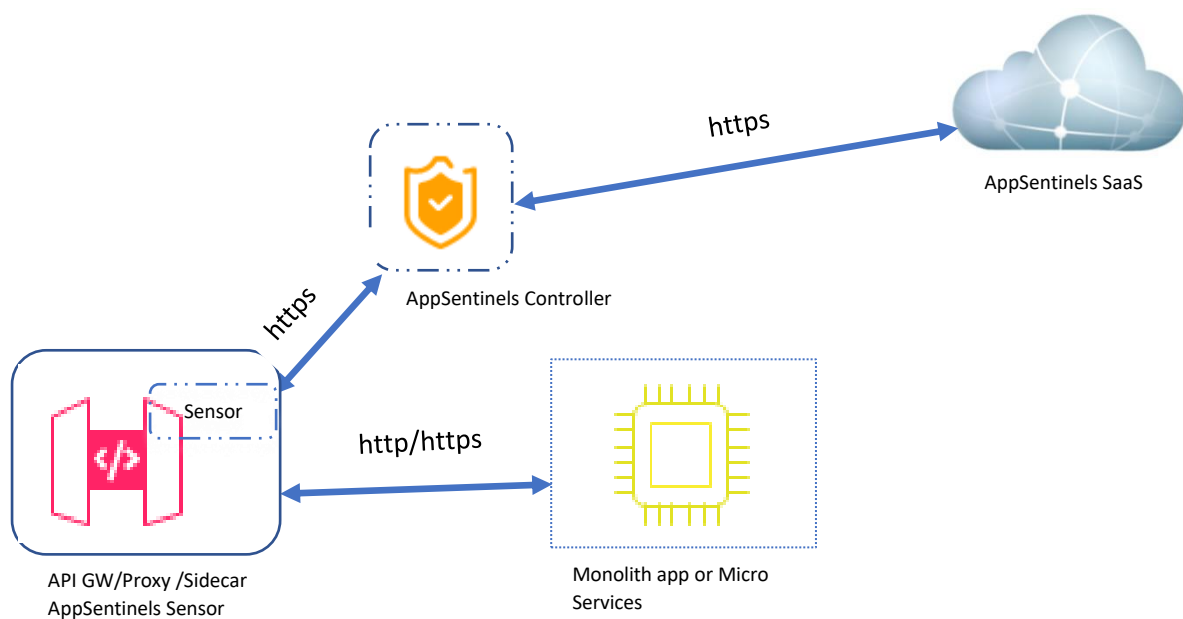 https
AppSentinels SaaS
AppSentinels Controller
https
Sensor
</>
http/https
API GW/Proxy /Sidecar
AppSentinels Sensor
Monolith app or Micro
Services